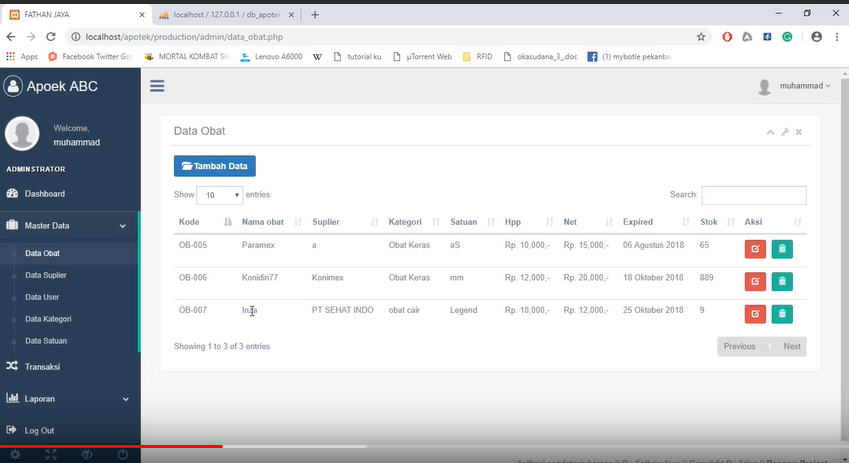 FATHAN JAYA
localhost / 127.0.0.1 / db_apotek
localhost/apotek/production/admin/data_obat.php
Apps
Facebook Twitter Goo
MORTAL KOMBAT SH
Lenovo A6000
W
tutorial ku
µTorrent Web
RFID
okasudana_3_.doc
(1) mybotle pekanba
Apoek ABC
muhammad
Welcome,
muhammad
ADMINSTRATOR
Dashboard
Master Data
Data Obat
Data Suplier
Data User
Data Kategori
Data Satuan
Transaksi
Laporan
Log Out
Data Obat
Tambah Data
Show 10 entries
Search:
Kode Nama obat Suplier Kategori Satuan Hpp Net Expired Stok Aksi
OB-005 Paramex a Obat Keras aS Rp. 10,000,- Rp. 15,000,- 06 Agustus 2018 65
OB-006 Konidin77 Konimex Obat Keras mm Rp. 12,000,- Rp. 20,000,- 18 Oktober 2018 889
OB-007 Inza PT SEHAT INDO obat cair Legend Rp. 10,000,- Rp. 12,000,- 25 Oktober 2018 9
Showing 1 to 3 of 3 entries
Previous 1 Next